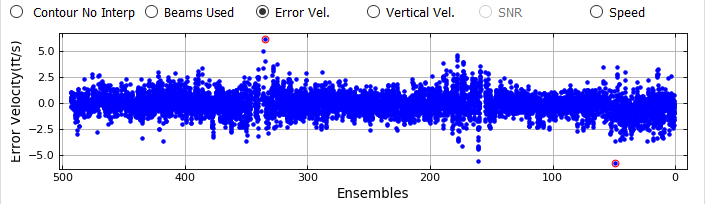 Contour No Interp Beams Used Error Vel. Vertical Vel. SNR Speed
Error Velocity(ft/s)
5.0
2.5
0.0
−2.5
−5.0
500 400 300 200 100 0
Ensembles